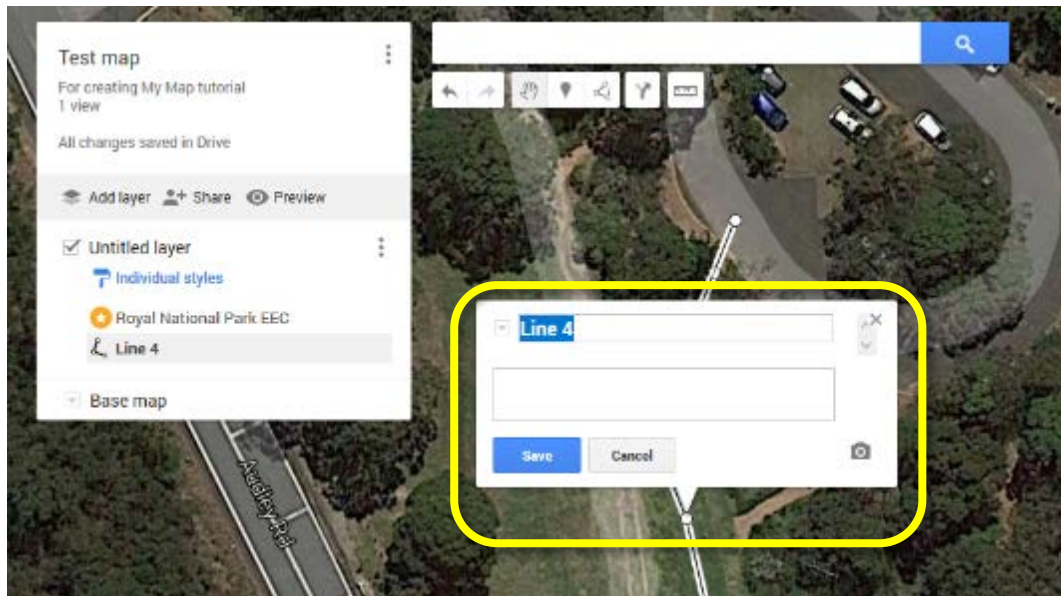 Test map
For creating My Map tutorial
1 view
All changes saved in Drive
Add layer Share Preview
Untitled layer
Individual styles
Royal National Park EEC
Line 4
Base map
Line 4
Save Cancel
Audley Rd